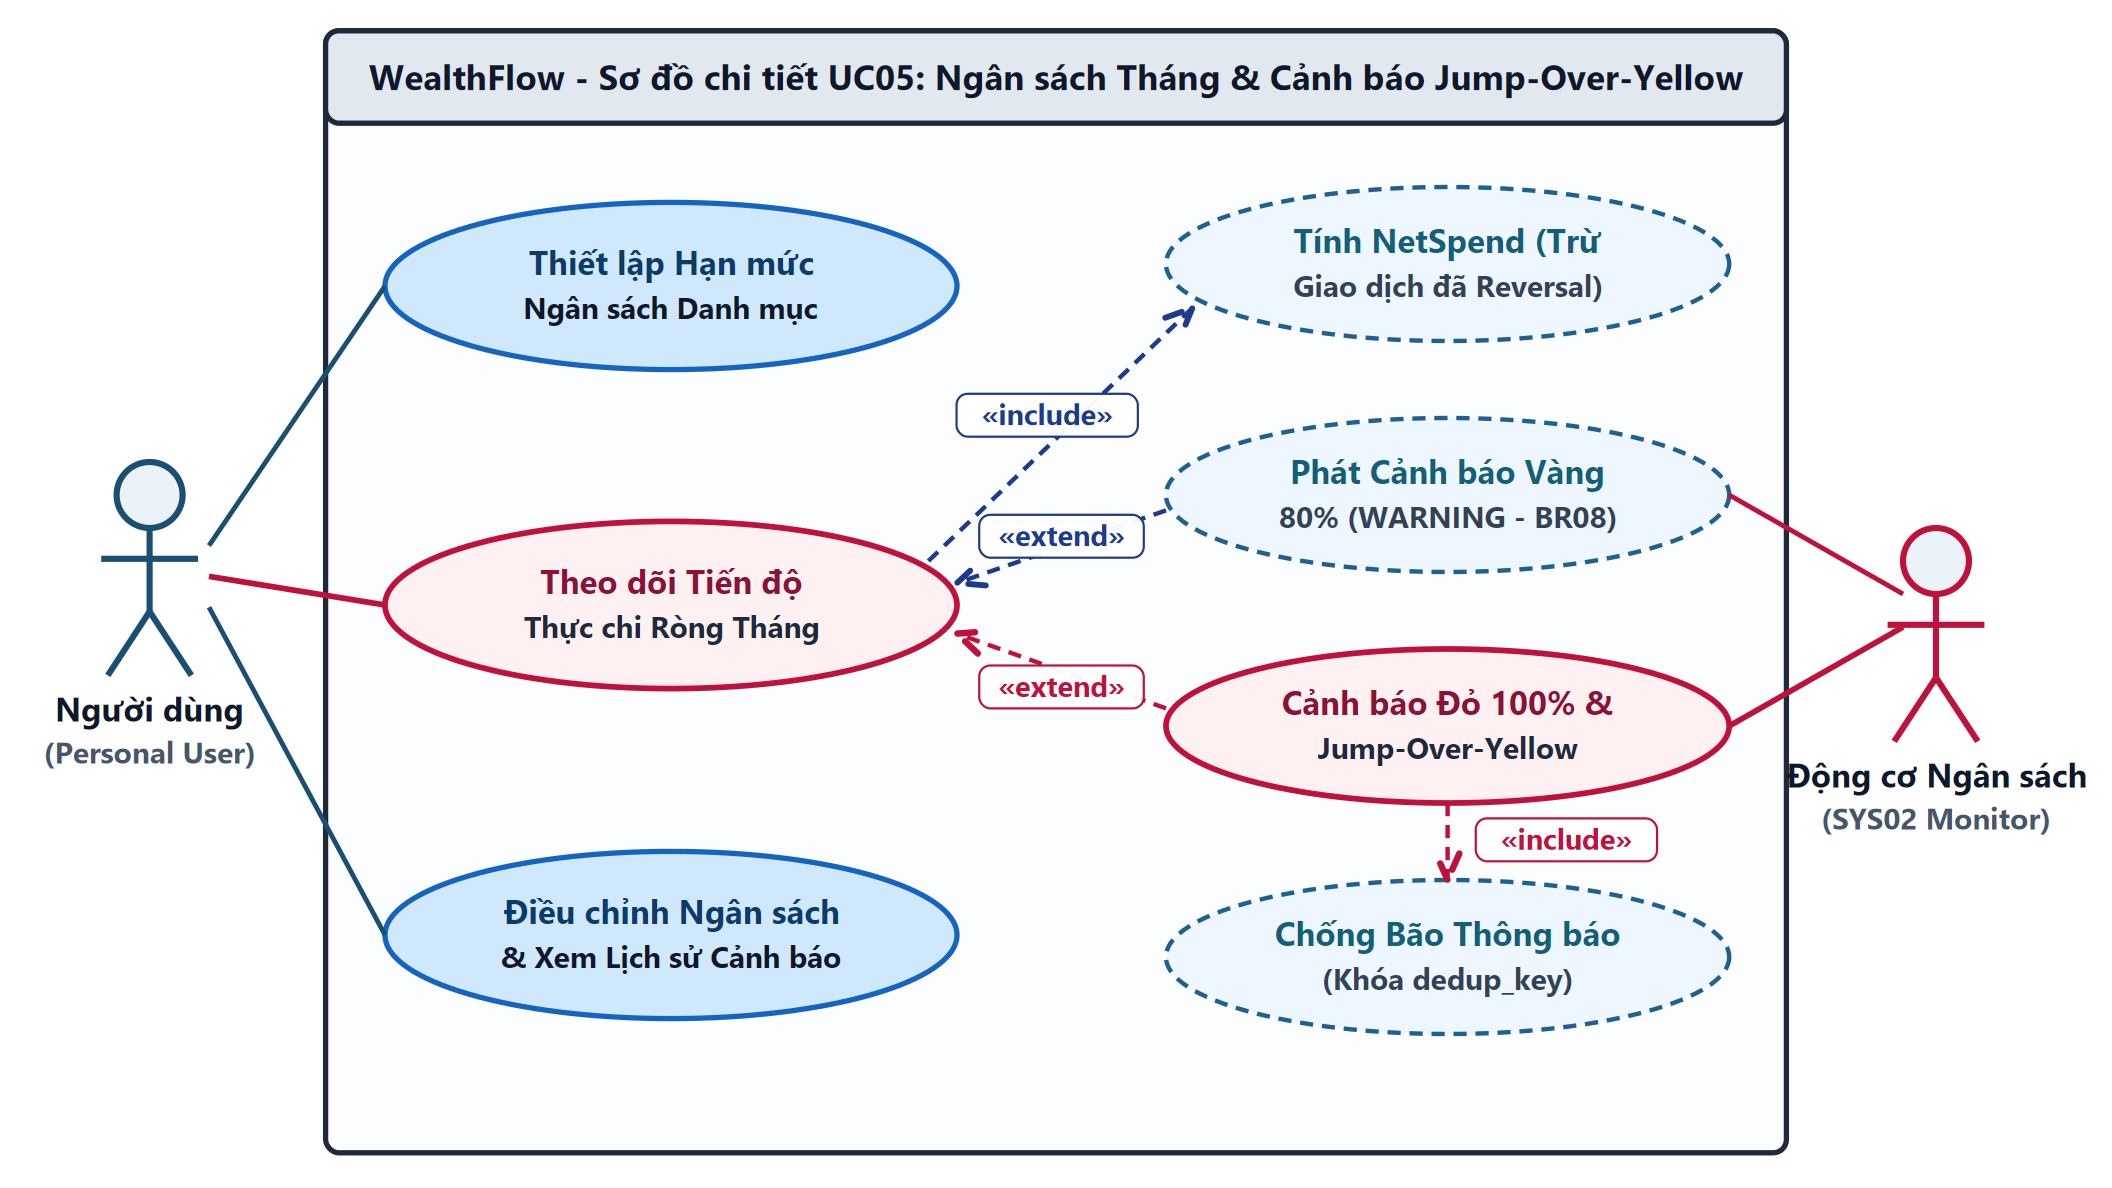 WealthFlow - Sơ đồ chi tiết UC05: Ngân sách Tháng & Cảnh báo Jump-Over-Yellow
Thiết lập Hạn mức
Ngân sách Danh mục
Tính NetSpend (Trừ
Giao dịch đã Reversal)
«include»
Phát Cảnh báo Vàng
80% (WARNING - BR08)
«extend»
Theo dõi Tiến độ
Thực chi Ròng Tháng
«extend»
Cảnh báo Đỏ 100% &
Jump-Over-Yellow
Người dùng
(Personal User)
Động cơ Ngân sách
(SYS02 Monitor)
«include»
Điều chỉnh Ngân sách
& Xem Lịch sử Cảnh báo
Chống Bão Thông báo
(Khóa dedup_key)